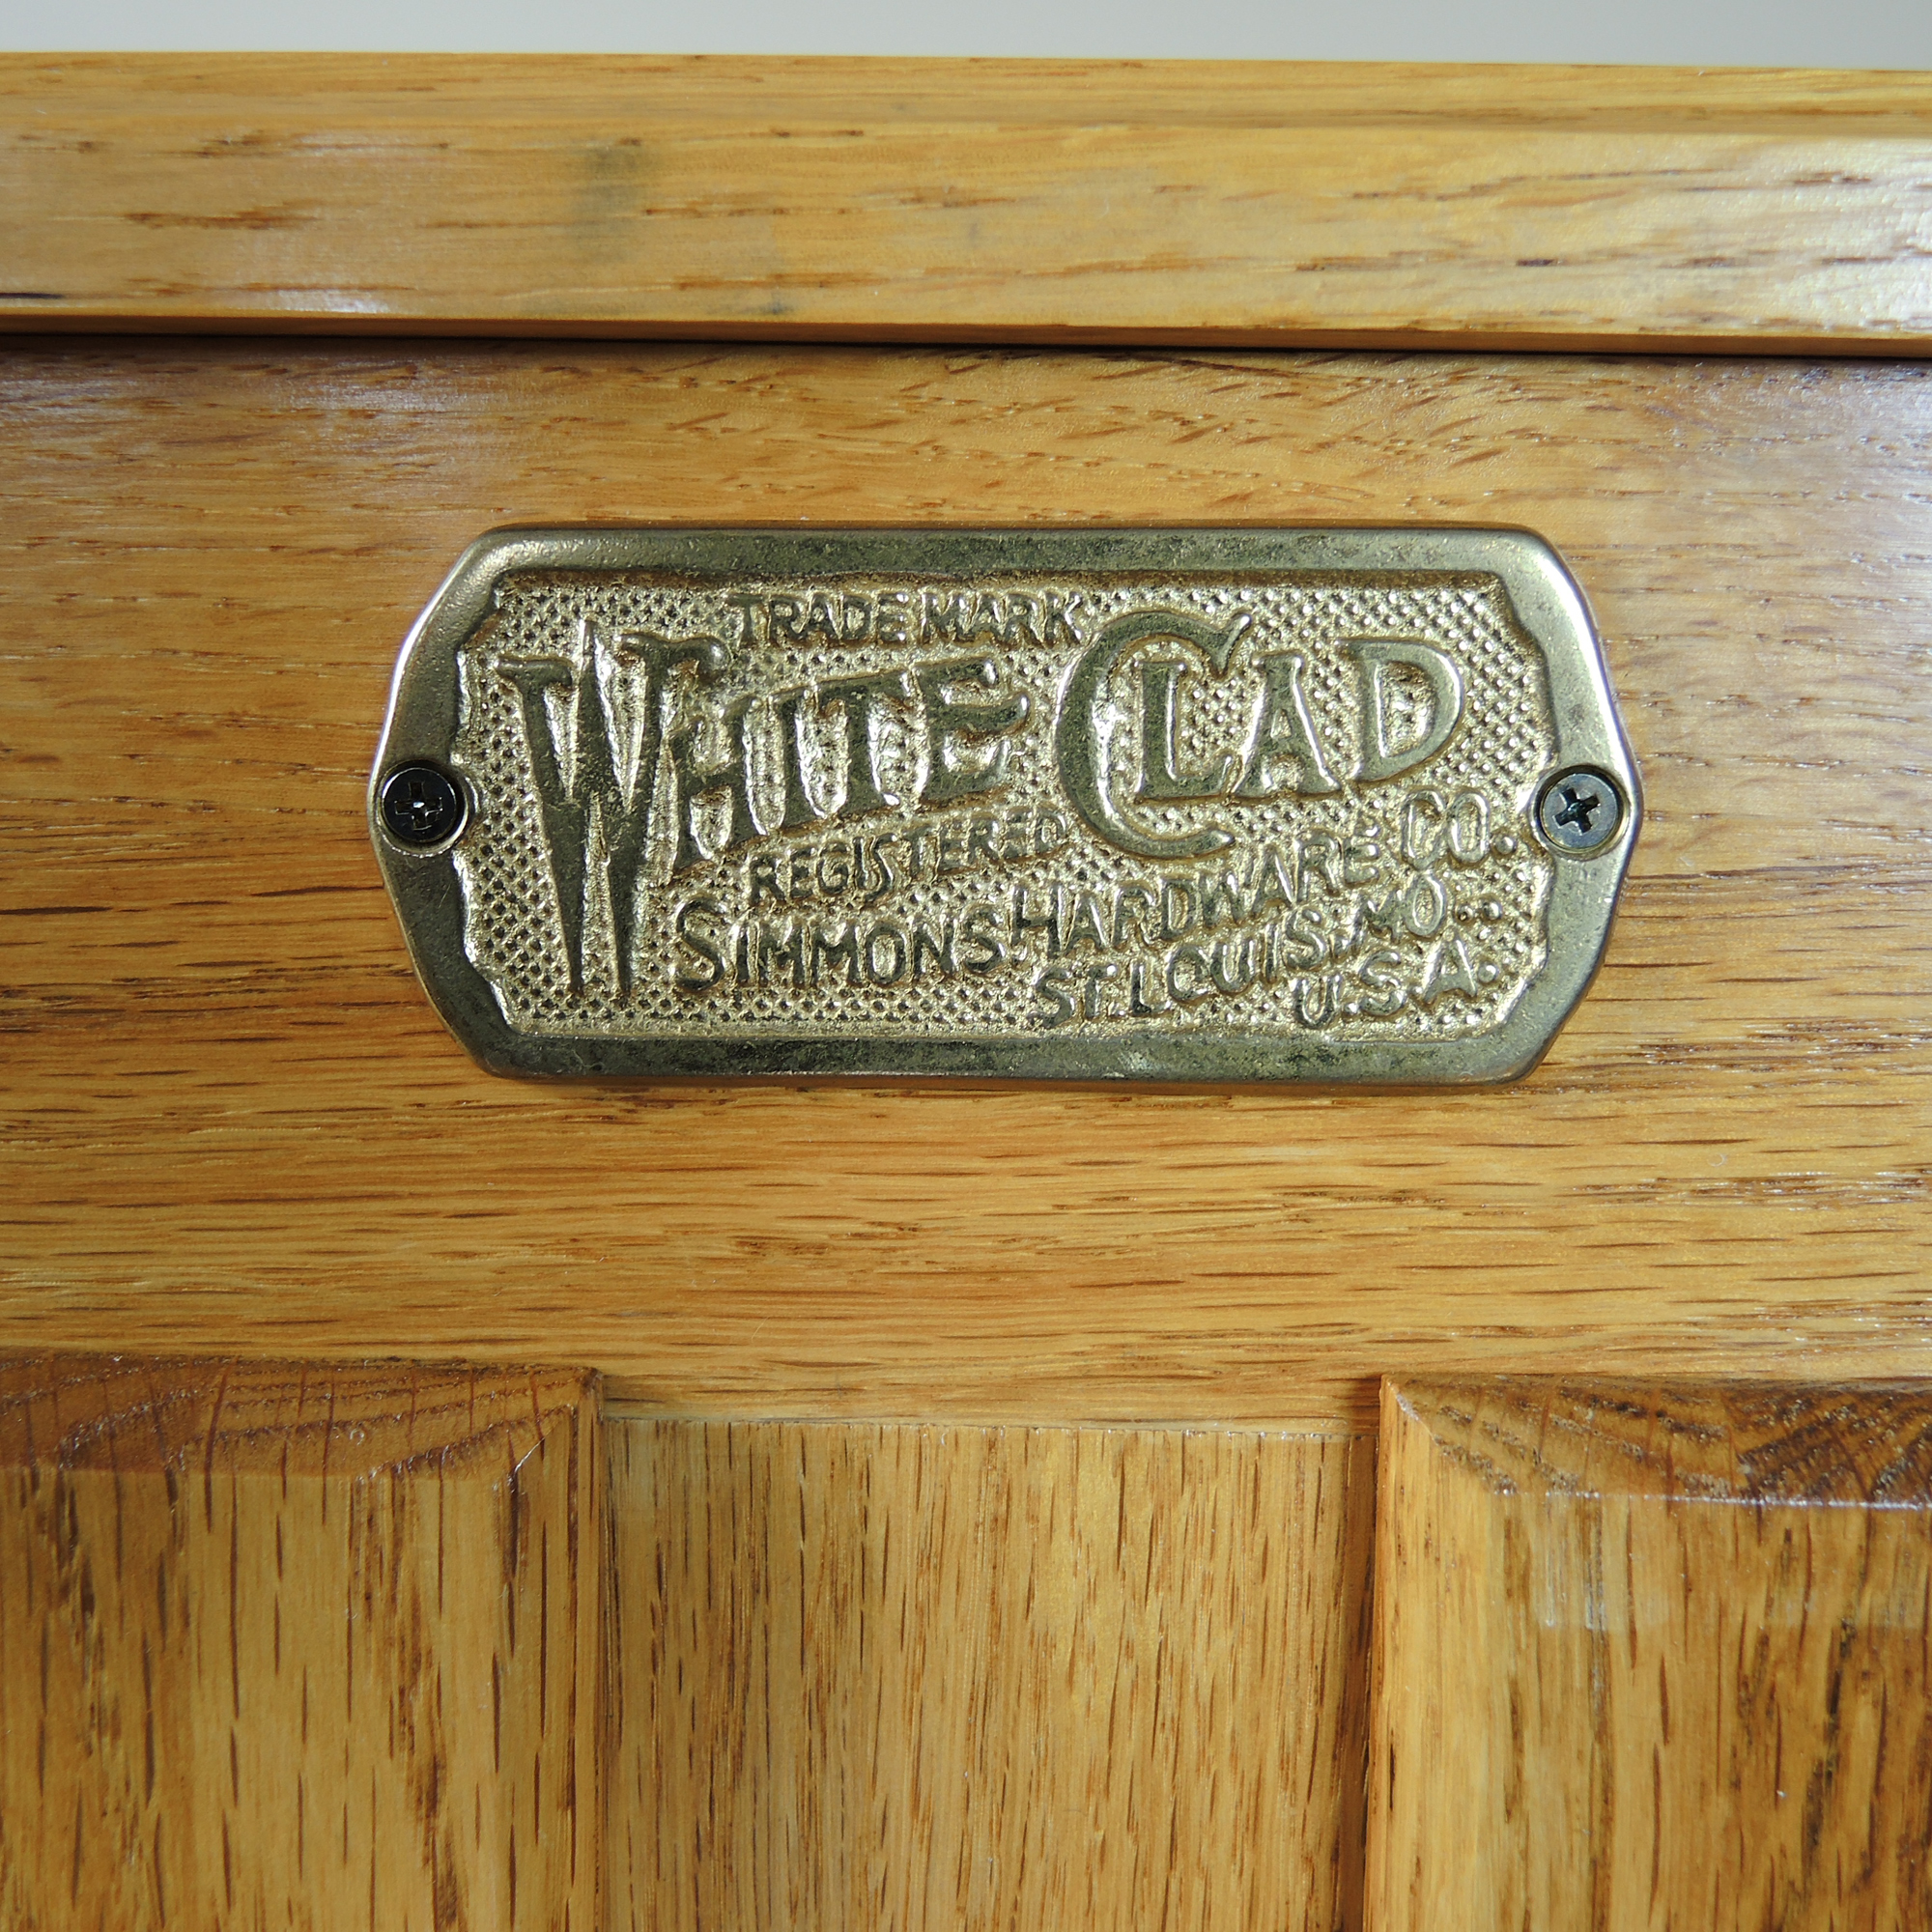 TRADE MARK
WHITE CLAD
REGISTERED
SIMMONS HARDWARE CO.
ST. LOUIS. MO..
U.S.A.